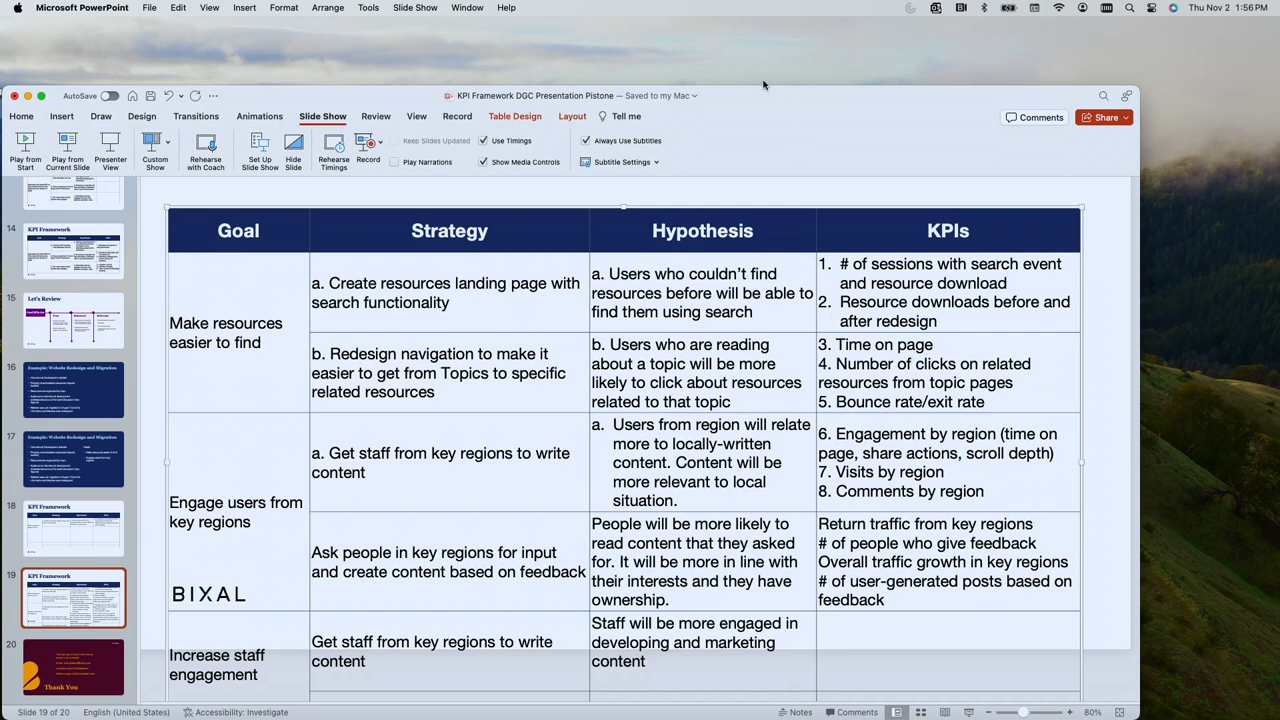 Microsoft PowerPoint File Edit View Insert Format Arrange Tools Slide Show Window Help Thu Nov 2 1:56 PM
AutoSave KPI Framework DGC Presentation Pistone — Saved to my Mac
Home Insert Draw Design Transitions Animations Slide Show Review View Record Table Design Layout Tell me Comments Share
Play from Start
Play from Current Slide
Presenter View
Custom Show
Rehearse with Coach
Set Up Slide Show
Hide Slide
Rehearse Timings
Record
Keep Slides Updated
Play Narrations
Use Timings
Show Media Controls
Always Use Subtitles
Subtitle Settings
14
KPI Framework
15
Let's Review
16
Example: Website Redesign and Migration
17
Example: Website Redesign and Migration
18
KPI Framework
19
KPI Framework
20
Thank You
Goal Strategy Hypothesis KPIs
Make resources
easier to find
a. Create resources landing page with
search functionality
a. Users who couldn't find
resources before will be able to
find them using search
1. # of sessions with search event
and resource download
2. Resource downloads before and
after redesign
b. Redesign navigation to make it
easier to get from Topic to specific
related resources
b. Users who are reading
about a topic will be more
likely to click about resources
related to that topic.
3. Time on page
4. Number of clicks on related
sources from topic pages
5. Bounce rate/exit rate
Engage users from
key regions
a. Get staff from key regions to write
content
a. Users from region will relate
more to locally-written
content. Content will be
more relevant to local
situation.
6. Engagement by region (time on
page, social actions, scroll depth)
7. Visits by region
8. Comments by region
Ask people in key regions for input
and create content based on feedback
People will be more likely to
read content that they asked
for. It will be more in line with
their interests and they have
ownership.
Return traffic from key regions
# of people who give feedback
Overall traffic growth in key regions
# of user-generated posts based on
feedback
BIXAL
Increase staff
engagement
Get staff from key regions to write
content
Staff will be more engaged in
developing and sharing
content
Slide 19 of 20 English (United States) Accessibility: Investigate Notes Comments 80%